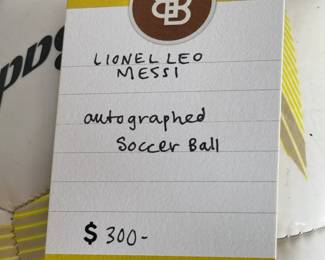 B
LIONEL LEO
MESSI
autographed
Soccer Ball
$ 300-